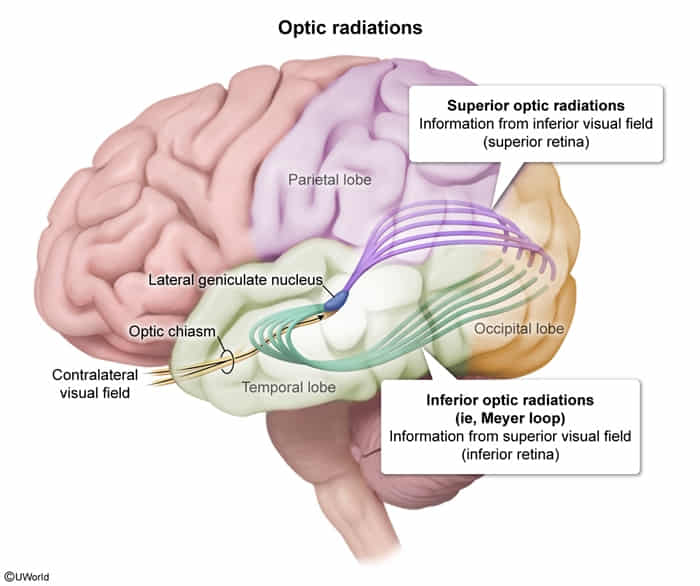 Optic radiations
Superior optic radiations
Information from inferior visual field
(superior retina)
Parietal lobe
Lateral geniculate nucleus
Optic chiasm
Occipital lobe
Contralateral
visual field
Temporal lobe
Inferior optic radiations
(ie, Meyer loop)
Information from superior visual field
(inferior retina)
©UWorld